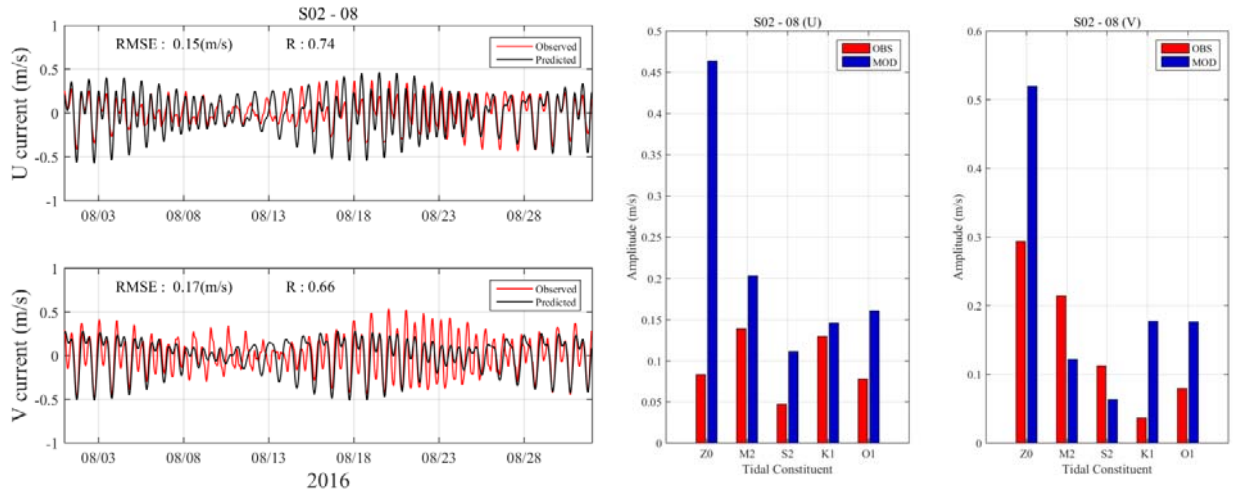 S02 - 08
RMSE : 0.15(m/s) R : 0.74
Observed
Predicted
U current (m/s)
1
0.5
0
-0.5
-1
08/03 08/08 08/13 08/18 08/23 08/28
RMSE : 0.17(m/s) R : 0.66
Observed
Predicted
V current (m/s)
1
0.5
0
-0.5
-1
08/03 08/08 08/13 08/18 08/23 08/28
2016
S02 - 08 (U)
OBS
MOD
Amplitude (m/s)
0.5
0.45
0.4
0.35
0.3
0.25
0.2
0.15
0.1
0.05
0
Z0 M2 S2 K1 O1
Tidal Constituent
S02 - 08 (V)
OBS
MOD
Amplitude (m/s)
0.6
0.5
0.4
0.3
0.2
0.1
0
Z0 M2 S2 K1 O1
Tidal Constituent